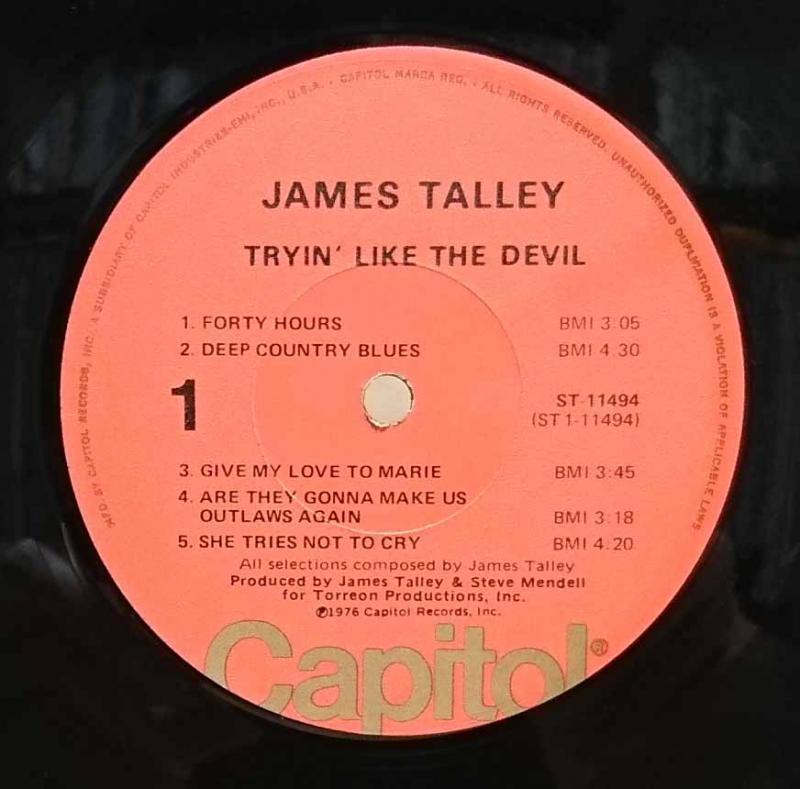 MFD. BY CAPITOL RECORDS, INC. A SUBSIDIARY OF CAPITOL INDUSTRIES-EMI, INC., U.S.A. • CAPITOL MARCA REG. • ALL RIGHTS RESERVED. UNAUTHORIZED DUPLICATION IS A VIOLATION OF APPLICABLE LAWS
JAMES TALLEY
TRYIN' LIKE THE DEVIL
1. FORTY HOURS BMI 3:05
2. DEEP COUNTRY BLUES BMI 4:30
1
ST-11494
(ST 1-11494)
3. GIVE MY LOVE TO MARIE BMI 3:45
4. ARE THEY GONNA MAKE US
OUTLAWS AGAIN BMI 3:18
5. SHE TRIES NOT TO CRY BMI 4:20
All selections composed by James Talley
Produced by James Talley & Steve Mendell
for Torreon Productions, Inc.
℗1976 Capitol Records, Inc.
Capitol®